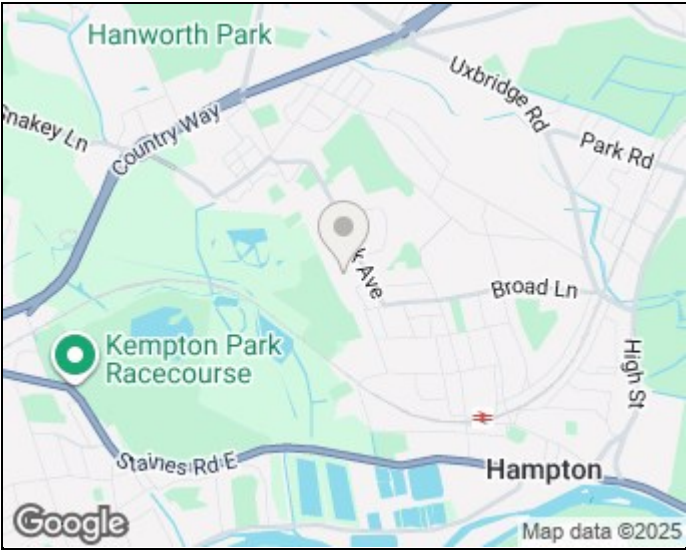 Hanworth Park
Uxbridge Rd
Snakey Ln
Country Way
Park Rd
Ave
Broad Ln
Kempton Park
Racecourse
High St
Staines Rd E
Hampton
Google
Map data ©2025